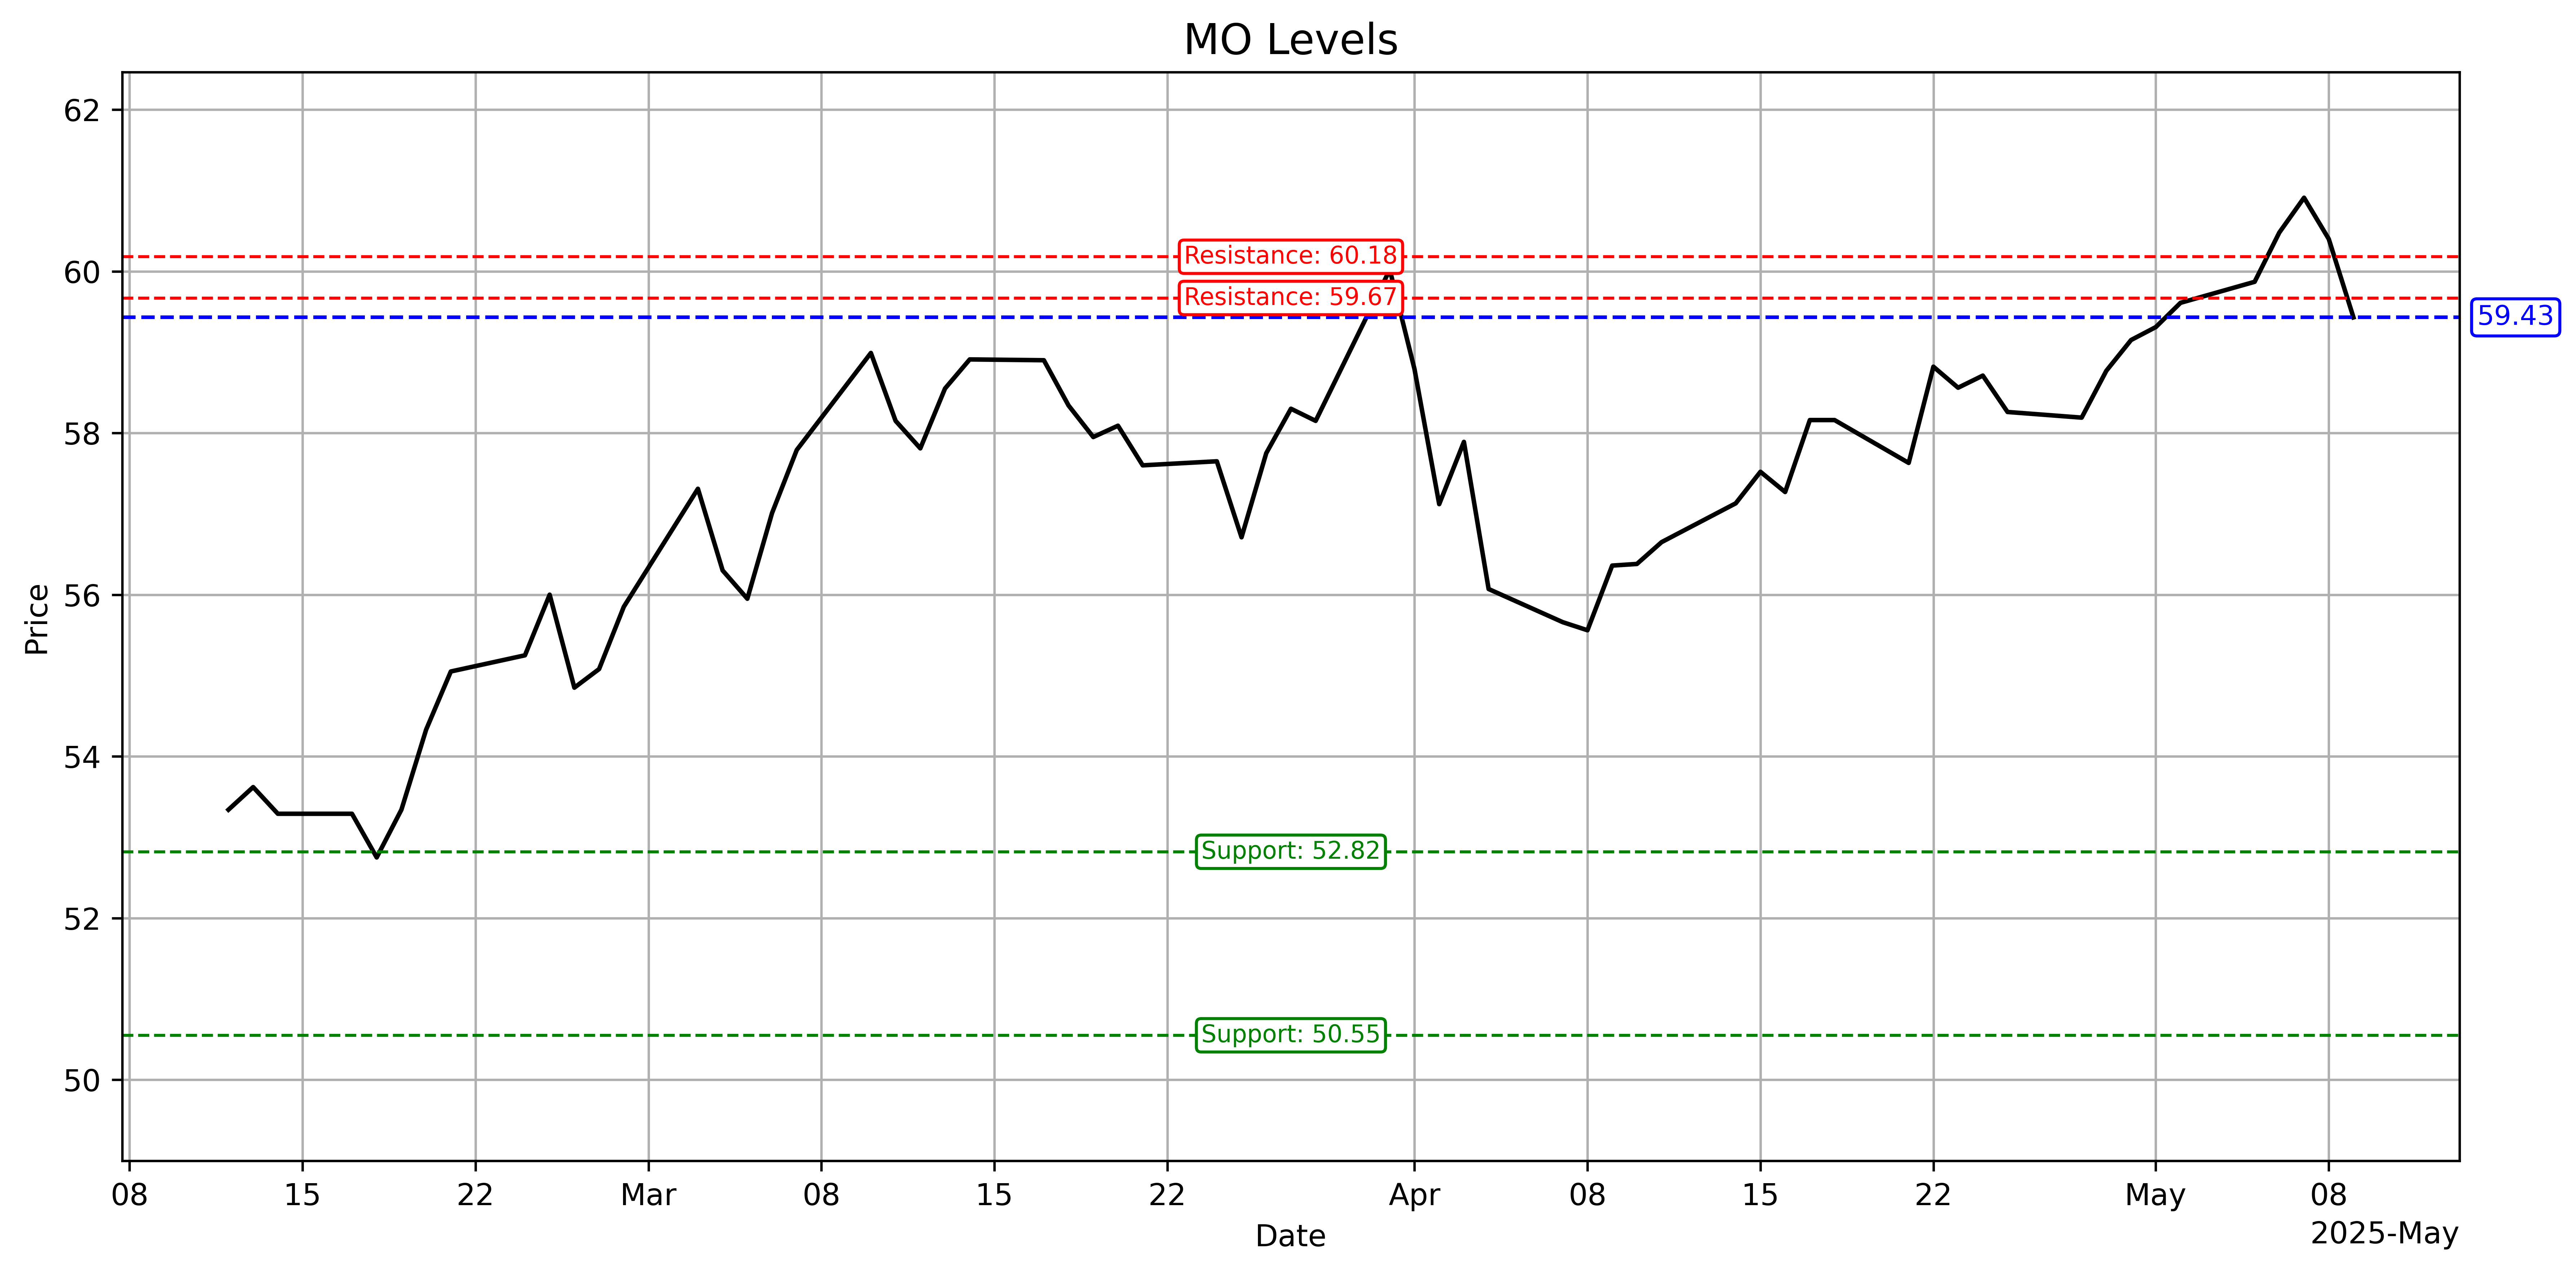 MO Levels
62
60
58
56
54
52
50
Price
Resistance: 60.18
Resistance: 59.67
59.43
Support: 52.82
Support: 50.55
08 15 22 Mar 08 15 22 Apr 08 15 22 May 08
Date
2025-May